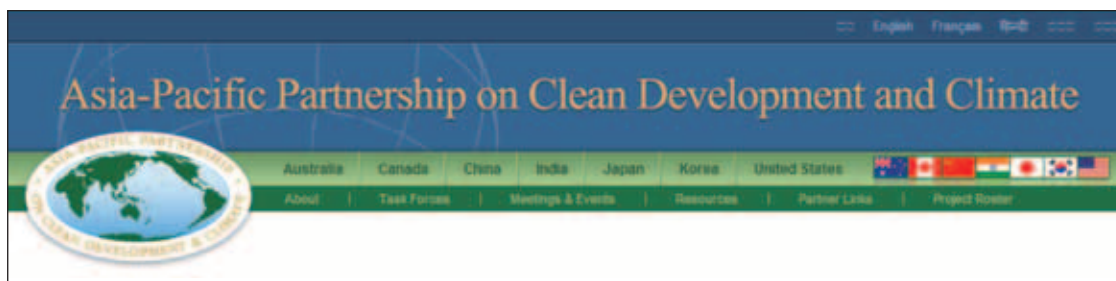 English Français हिन्दी
Asia-Pacific Partnership on Clean Development and Climate
ASIA-PACIFIC PARTNERSHIP
ON CLEAN DEVELOPMENT & CLIMATE
Australia Canada China India Japan Korea United States
About | Task Forces | Meetings & Events | Resources | Partner Links | Project Roster